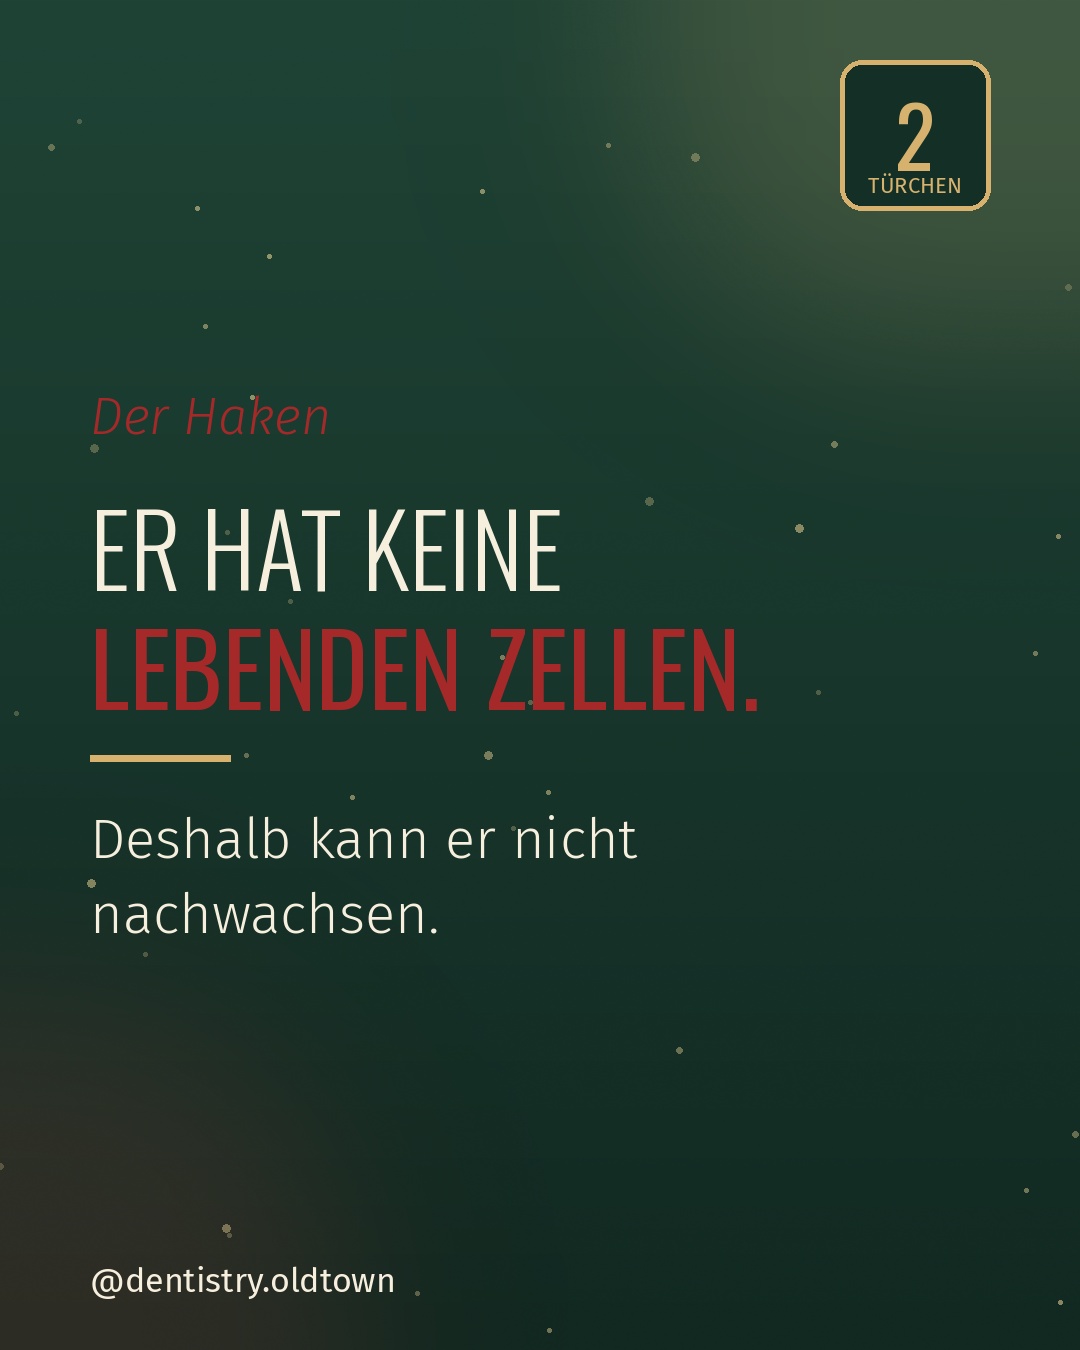 2
TÜRCHEN
Der Haken
ER HAT KEINE
LEBENDEN ZELLEN.
Deshalb kann er nicht
nachwachsen.
@dentistry.oldtown